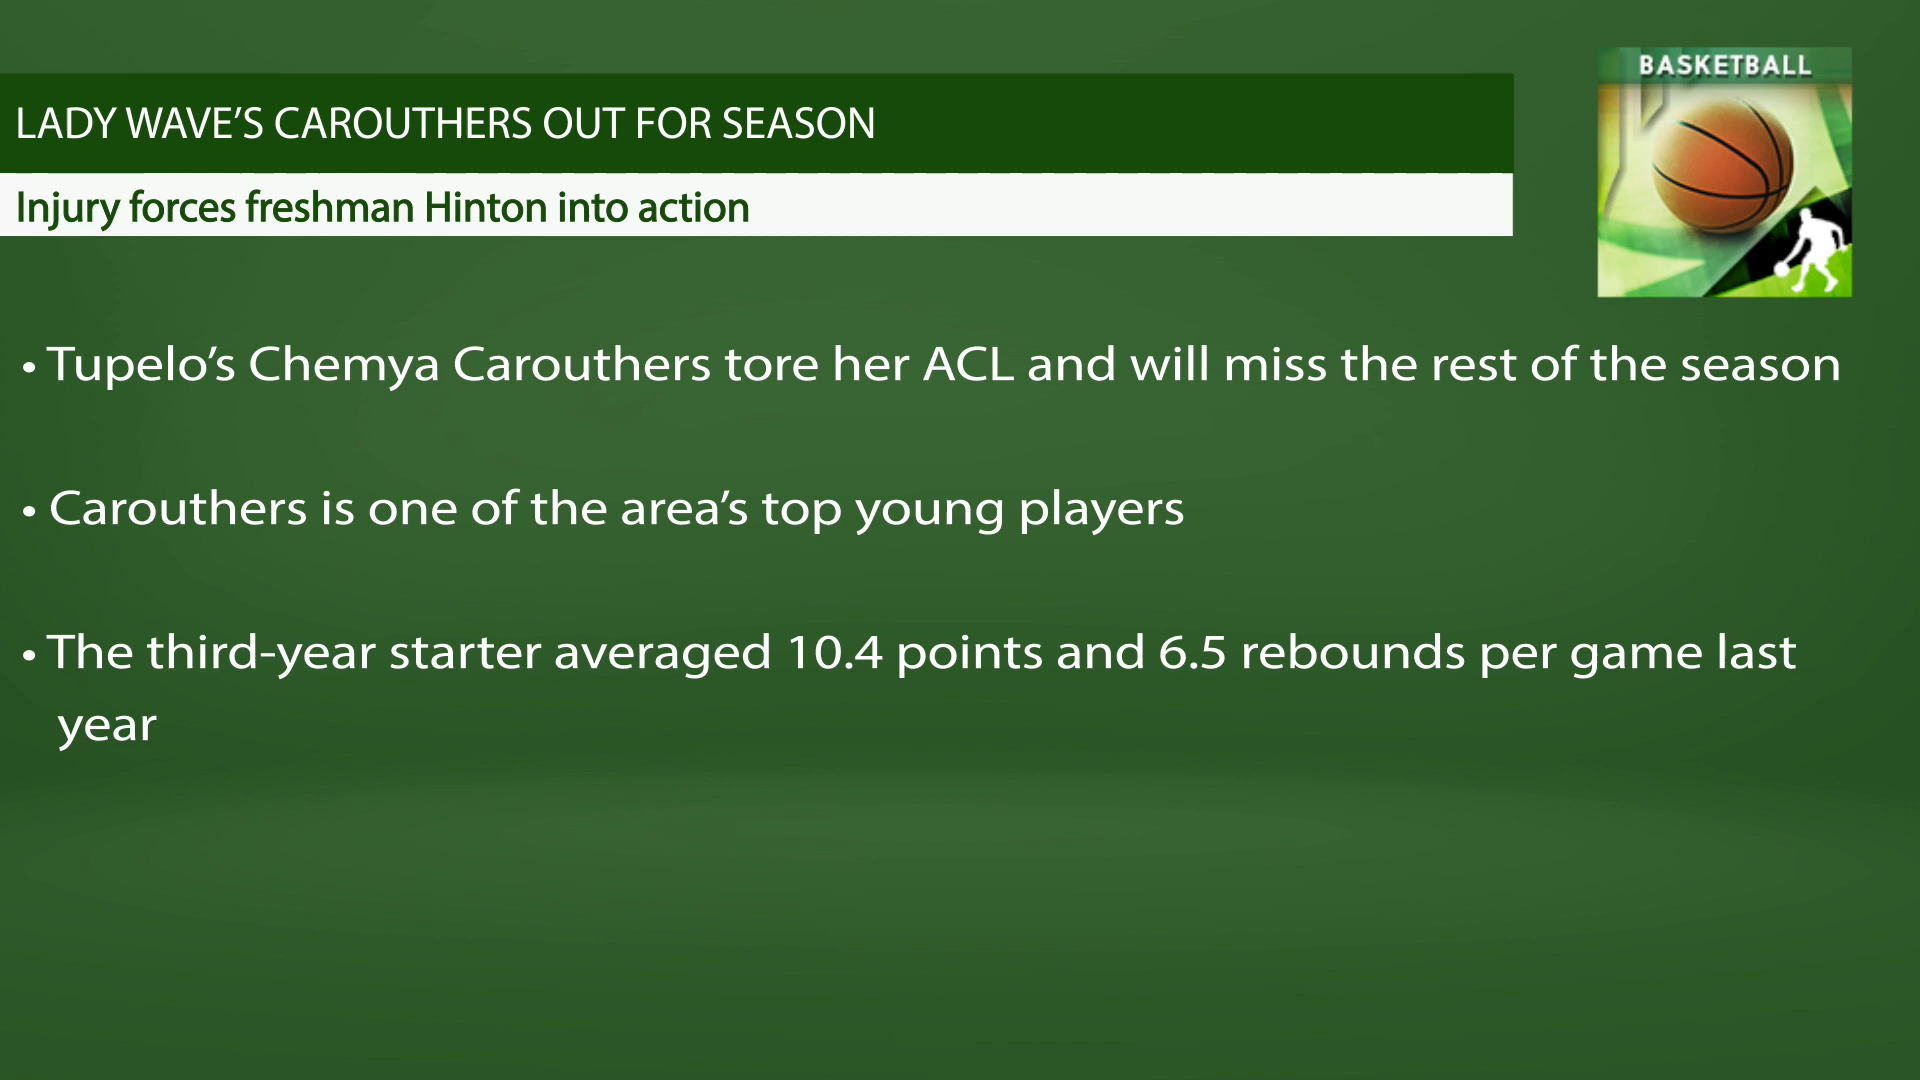 BASKETBALL
LADY WAVE’S CAROUTHERS OUT FOR SEASON
Injury forces freshman Hinton into action
• Tupelo’s Chemya Carouthers tore her ACL and will miss the rest of the season
• Carouthers is one of the area’s top young players
• The third-year starter averaged 10.4 points and 6.5 rebounds per game last
year